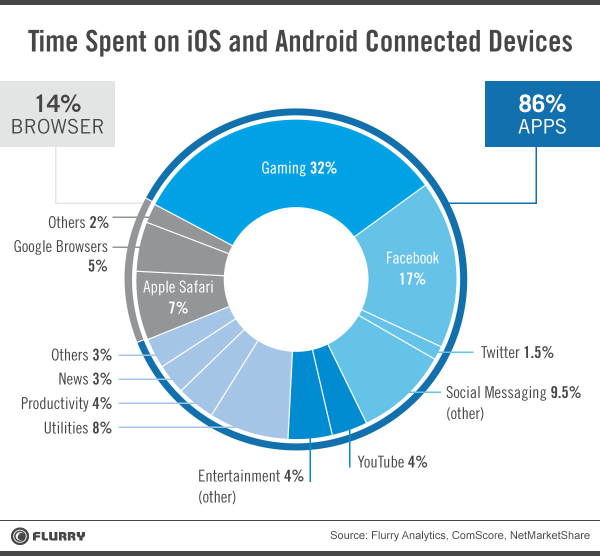 Time Spent on iOS and Android Connected Devices
14%
BROWSER
86%
APPS
Gaming 32%
Others 2%
Google Browsers
5%
Apple Safari
7%
Facebook
17%
Others 3%
News 3%
Productivity 4%
Utilities 8%
Twitter 1.5%
Social Messaging 9.5%
(other)
YouTube 4%
Entertainment 4%
(other)
FLURRY
Source: Flurry Analytics, ComScore, NetMarketShare